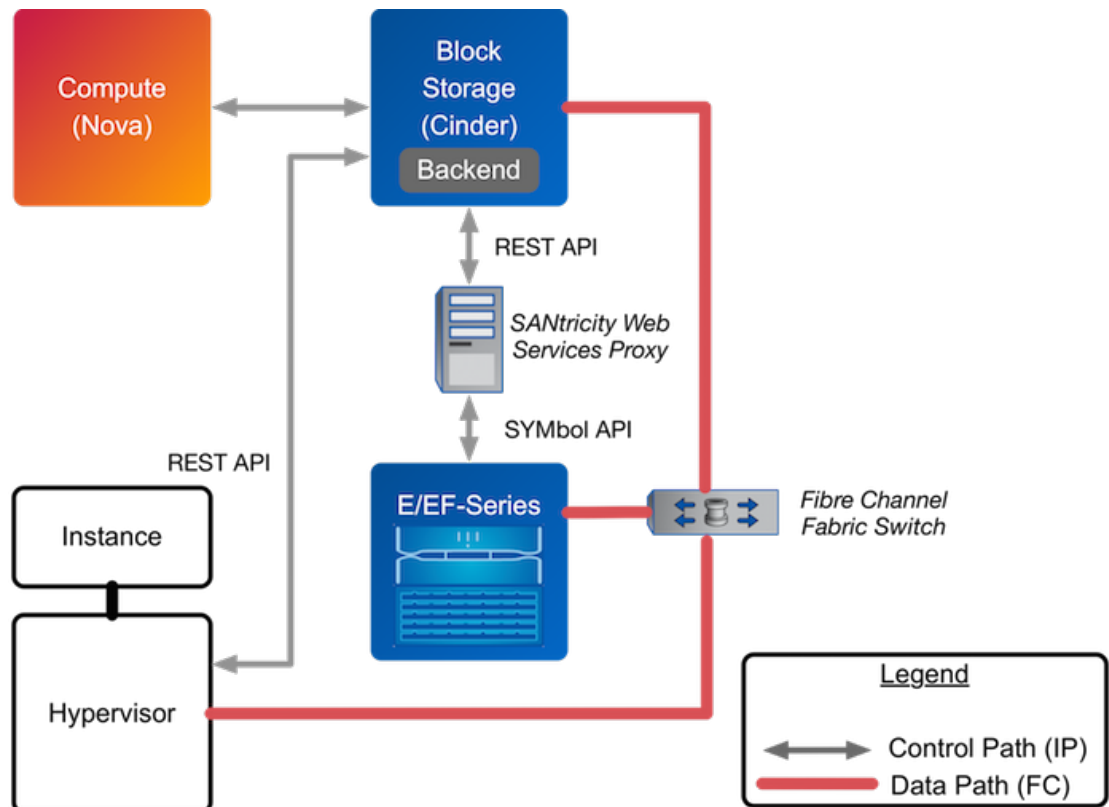 Compute
(Nova)
Block
Storage
(Cinder)
Backend
REST API
SANtricity Web
Services Proxy
SYMbol API
REST API
E/EF-Series
Fibre Channel
Fabric Switch
Instance
Hypervisor
Legend
Control Path (IP)
Data Path (FC)